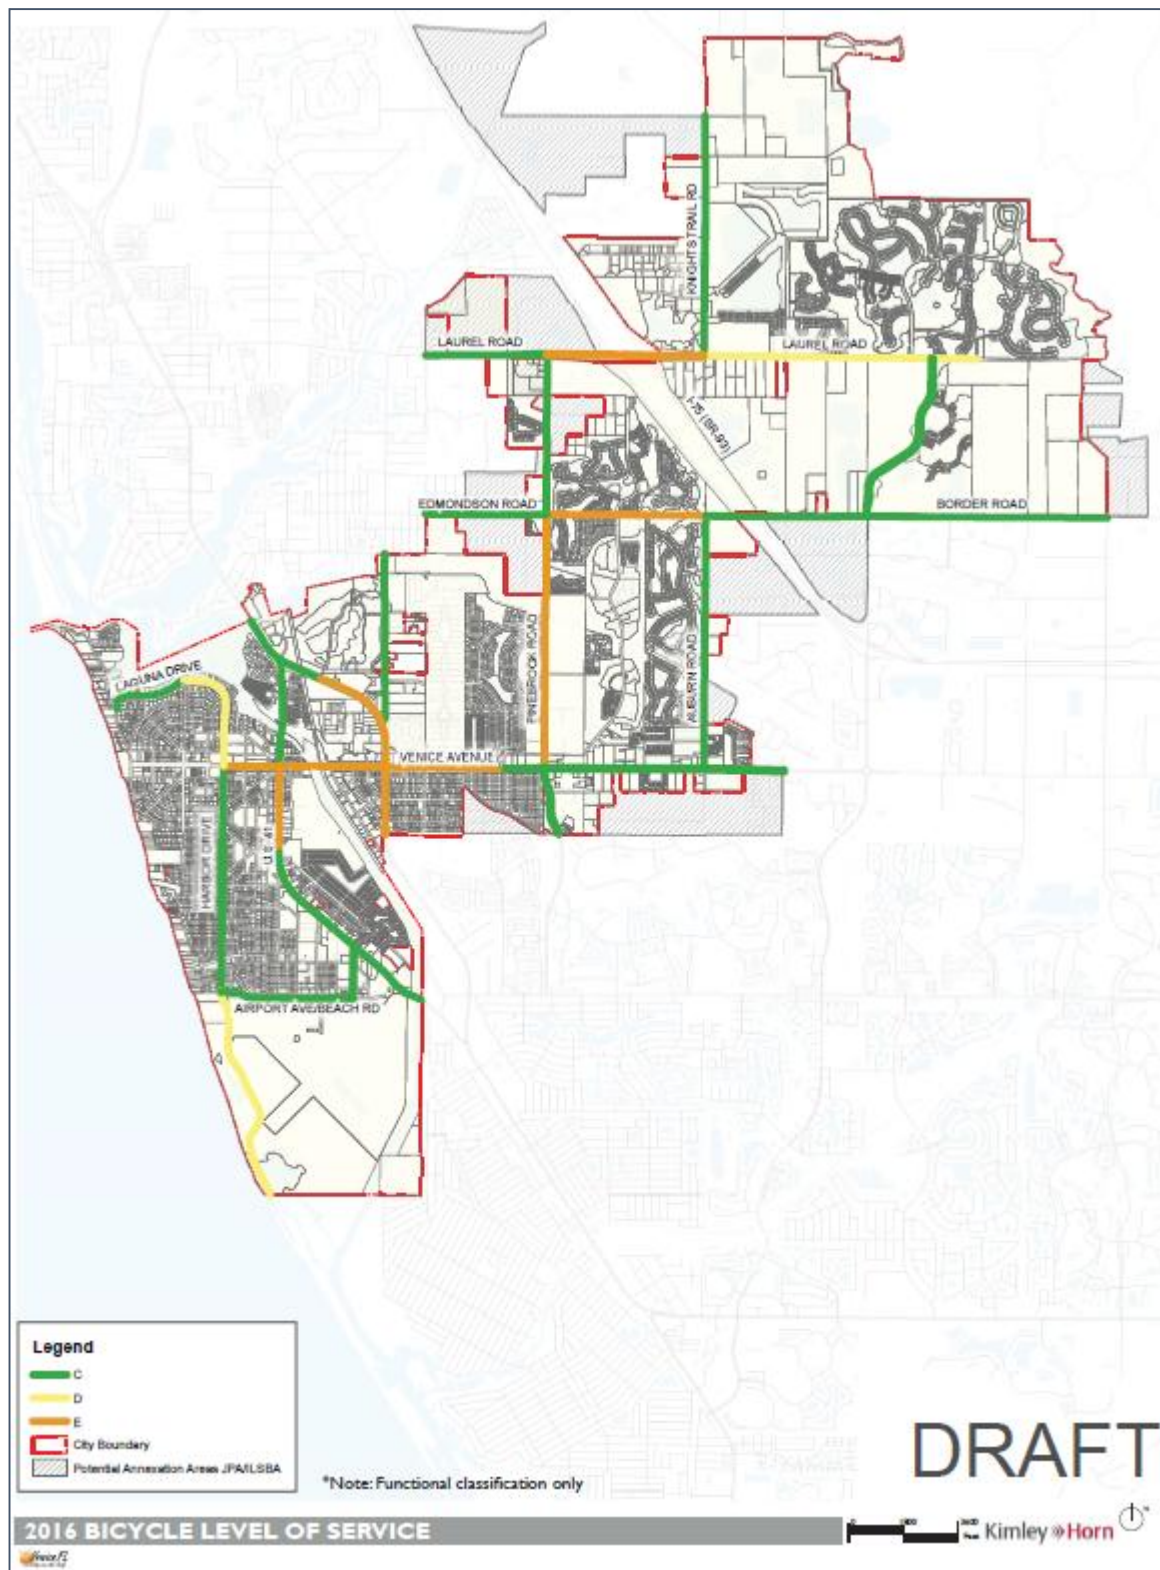 KNIGHTS TRAIL RD
LAUREL ROAD
LAUREL ROAD
I-75 (SR-93)
EDMONDSON ROAD
BORDER ROAD
LAGUNA DRIVE
PINEBROOK ROAD
AUBURN ROAD
VENICE AVENUE
HARBOR DRIVE
U.S. 41
AIRPORT AVE/BEACH RD
Legend
C
D
E
City Boundary
Potential Annexation Areas JPA/ILSBA
*Note: Functional classification only
DRAFT
2016 BICYCLE LEVEL OF SERVICE
Kimley»Horn